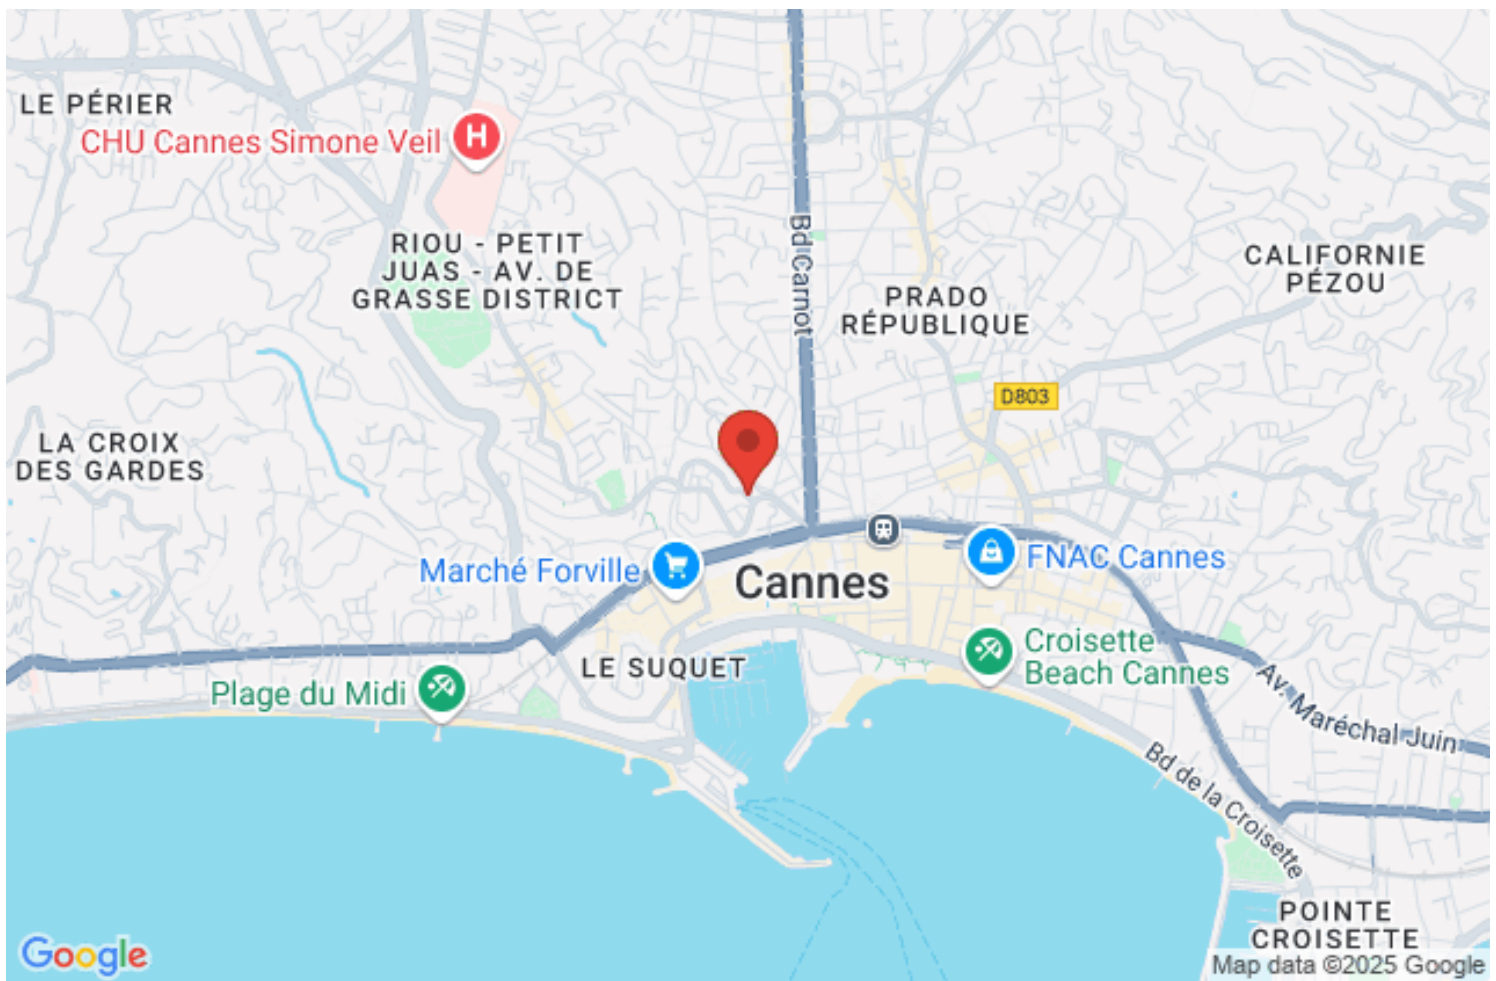 LE PÉRIER
CHU Cannes Simone Veil
H
RIOU - PETIT
JUAS - AV. DE
GRASSE DISTRICT
Bd Carnot
CALIFORNIE
PÉZOU
PRADO
RÉPUBLIQUE
D803
LA CROIX
DES GARDES
Marché Forville
Cannes
FNAC Cannes
Croisette
Beach Cannes
LE SUQUET
Plage du Midi
Av. Maréchal Juin
Bd de la Croisette
POINTE
CROISETTE
Google
Map data ©2025 Google